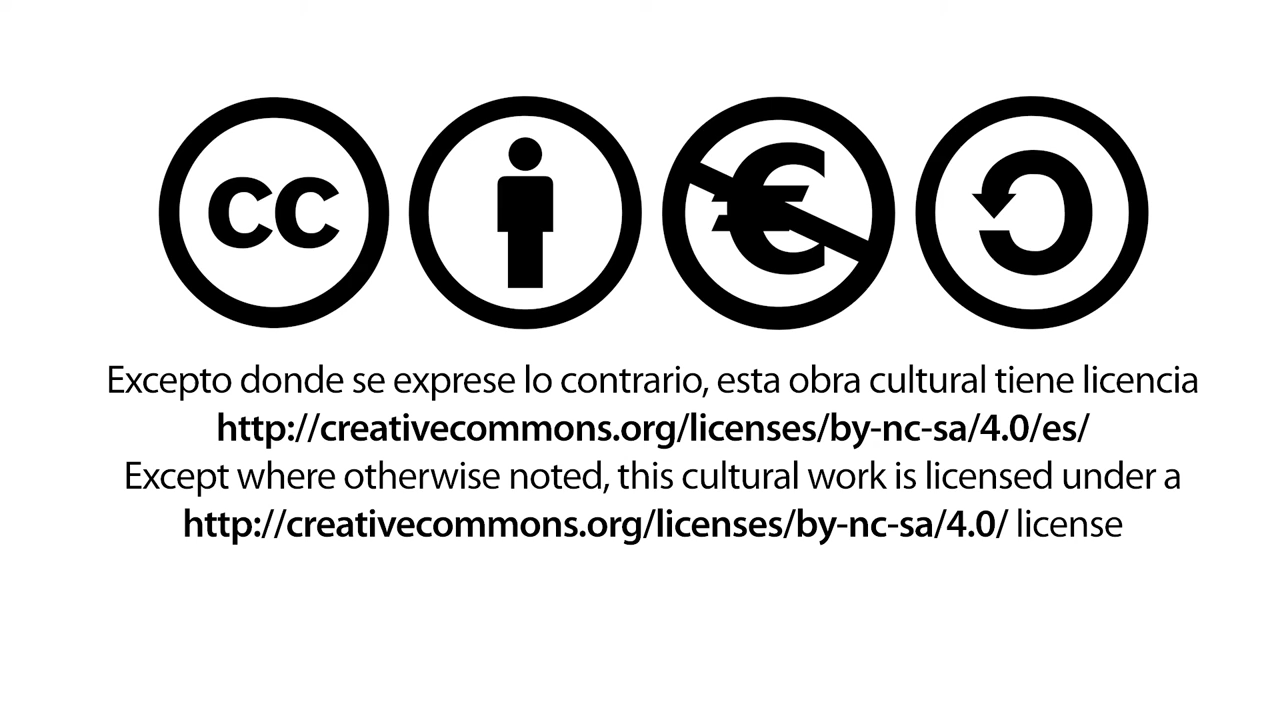 cc
€
Excepto donde se exprese lo contrario, esta obra cultural tiene licencia
http://creativecommons.org/licenses/by-nc-sa/4.0/es/
Except where otherwise noted, this cultural work is licensed under a
http://creativecommons.org/licenses/by-nc-sa/4.0/ license